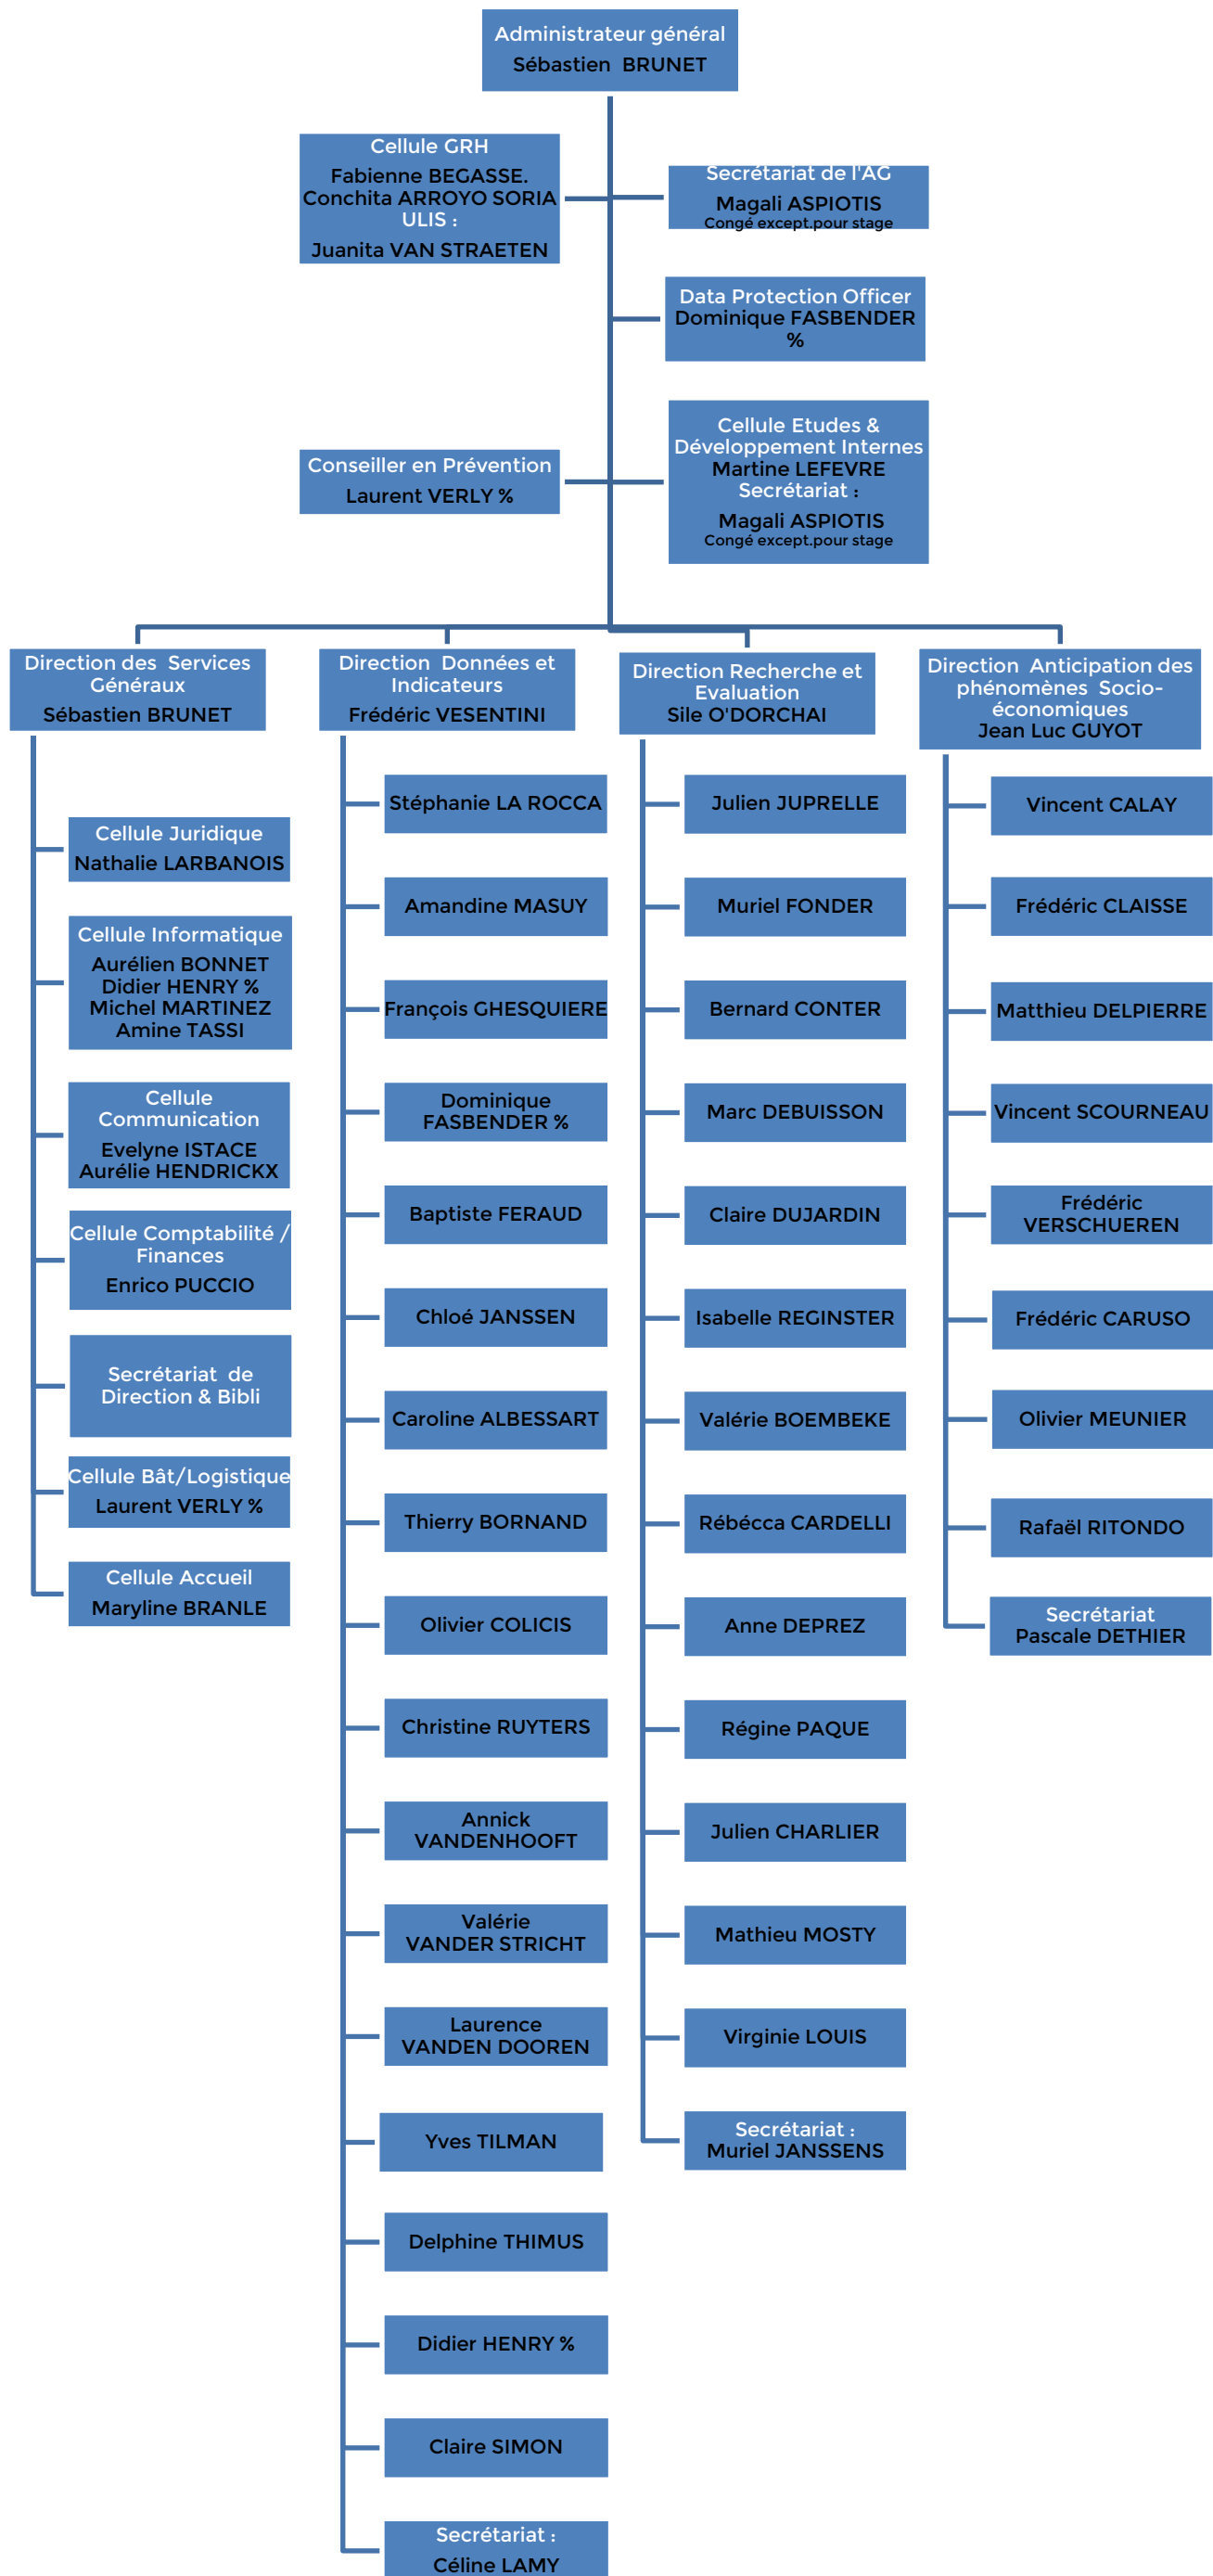 Administrateur général
Sébastien BRUNET
Cellule GRH
Fabienne BEGASSE.
Conchita ARROYO SORIA
ULIS :
Juanita VAN STRAETEN
Secrétariat de l'AG
Magali ASPIOTIS
Congé except.pour stage
Data Protection Officer
Dominique FASBENDER
%
Conseiller en Prévention
Laurent VERLY %
Cellule Etudes &
Développement Internes
Martine LEFEVRE
Secrétariat :
Magali ASPIOTIS
Congé except.pour stage
Direction des Services
Généraux
Sébastien BRUNET
Cellule Juridique
Nathalie LARBANOIS
Cellule Informatique
Aurélien BONNET
Didier HENRY %
Michel MARTINEZ
Amine TASSI
Cellule
Communication
Evelyne ISTACE
Aurélie HENDRICKX
Cellule Comptabilité /
Finances
Enrico PUCCIO
Secrétariat de
Direction & Bibli
Cellule Bât/Logistique
Laurent VERLY %
Cellule Accueil
Maryline BRANLE
Direction Données et
Indicateurs
Frédéric VESENTINI
Stéphanie LA ROCCA
Amandine MASUY
François GHESQUIERE
Dominique
FASBENDER %
Baptiste FERAUD
Chloé JANSSEN
Caroline ALBESSART
Thierry BORNAND
Olivier COLICIS
Christine RUYTERS
Annick
VANDENHOOFT
Valérie
VANDER STRICHT
Laurence
VANDEN DOOREN
Yves TILMAN
Delphine THIMUS
Didier HENRY %
Claire SIMON
Secrétariat :
Céline LAMY
Direction Recherche et
Evaluation
Sile O'DORCHAI
Julien JUPRELLE
Muriel FONDER
Bernard CONTER
Marc DEBUISSON
Claire DUJARDIN
Isabelle REGINSTER
Valérie BOEMBEKE
Rébécca CARDELLI
Anne DEPREZ
Régine PAQUE
Julien CHARLIER
Mathieu MOSTY
Virginie LOUIS
Secrétariat :
Muriel JANSSENS
Direction Anticipation des
phénomènes Socio-
économiques
Jean Luc GUYOT
Vincent CALAY
Frédéric CLAISSE
Matthieu DELPIERRE
Vincent SCOURNEAU
Frédéric
VERSCHUEREN
Frédéric CARUSO
Olivier MEUNIER
Rafaël RITONDO
Secrétariat
Pascale DETHIER